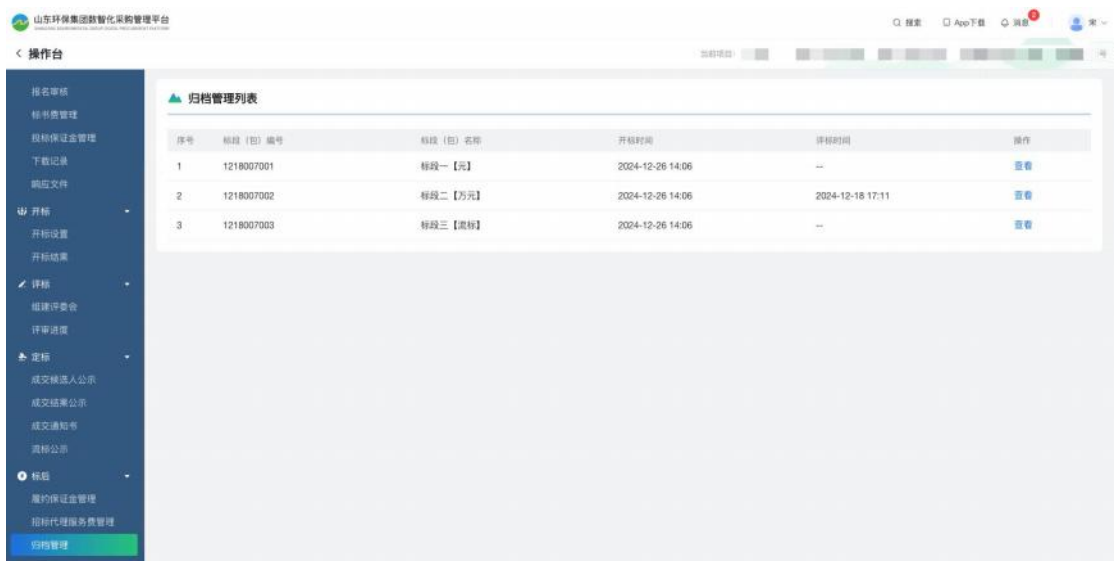 山东环保集团数智化采购管理平台
搜索 App下载 消息 2 宋
操作台
当前项目:
报名审核
标书费管理
投标保证金管理
下载记录
响应文件
开标
开标设置
开标结果
评标
组建评委会
评审进度
定标
成交候选人公示
成交结果公示
成交通知书
流标公示
标后
履约保证金管理
招标代理服务费管理
归档管理
归档管理列表
序号 标段（包）编号 标段（包）名称 开标时间 评标时间 操作
1 1218007001 标段一【元】 2024-12-26 14:06 -- 查看
2 1218007002 标段二【万元】 2024-12-26 14:06 2024-12-18 17:11 查看
3 1218007003 标段三【流标】 2024-12-26 14:06 -- 查看